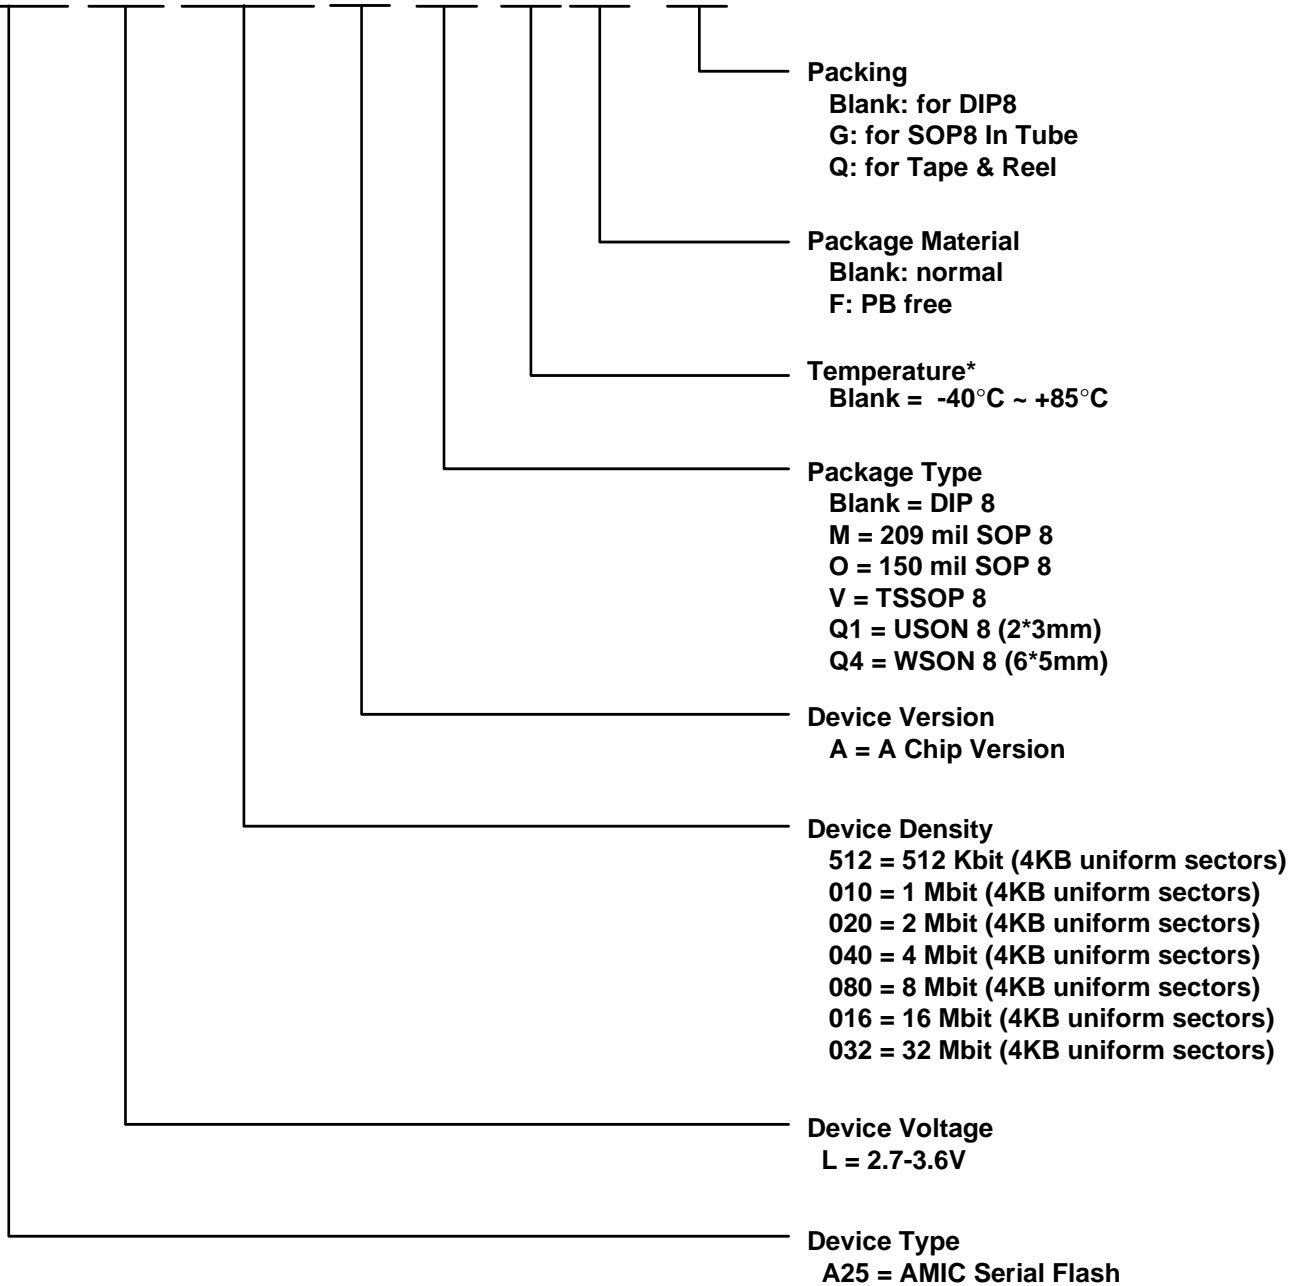 Packing
Blank: for DIP8
G: for SOP8 In Tube
Q: for Tape & Reel
Package Material
Blank: normal
F: PB free
Temperature*
Blank = -40°C ~ +85°C
Package Type
Blank = DIP 8
M = 209 mil SOP 8
O = 150 mil SOP 8
V = TSSOP 8
Q1 = USON 8 (2*3mm)
Q4 = WSON 8 (6*5mm)
Device Version
A = A Chip Version
Device Density
512 = 512 Kbit (4KB uniform sectors)
010 = 1 Mbit (4KB uniform sectors)
020 = 2 Mbit (4KB uniform sectors)
040 = 4 Mbit (4KB uniform sectors)
080 = 8 Mbit (4KB uniform sectors)
016 = 16 Mbit (4KB uniform sectors)
032 = 32 Mbit (4KB uniform sectors)
Device Voltage
L = 2.7-3.6V
Device Type
A25 = AMIC Serial Flash